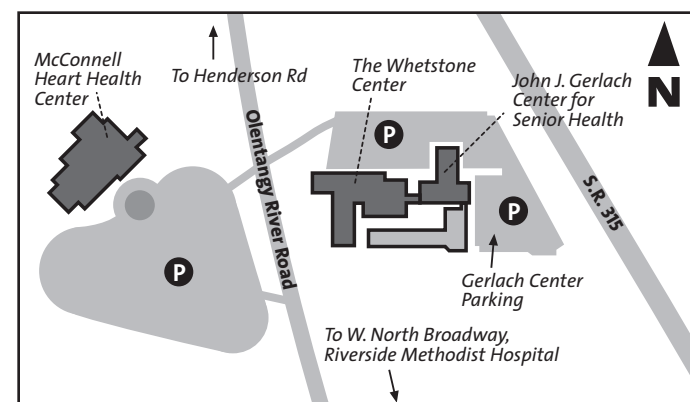 McConnell
Heart Health
Center
To Henderson Rd
The Whetstone
Center
John J. Gerlach
Center for
Senior Health
N
P
Olentangy River Road
S.R. 315
P
P
Gerlach Center
Parking
To W. North Broadway,
Riverside Methodist Hospital